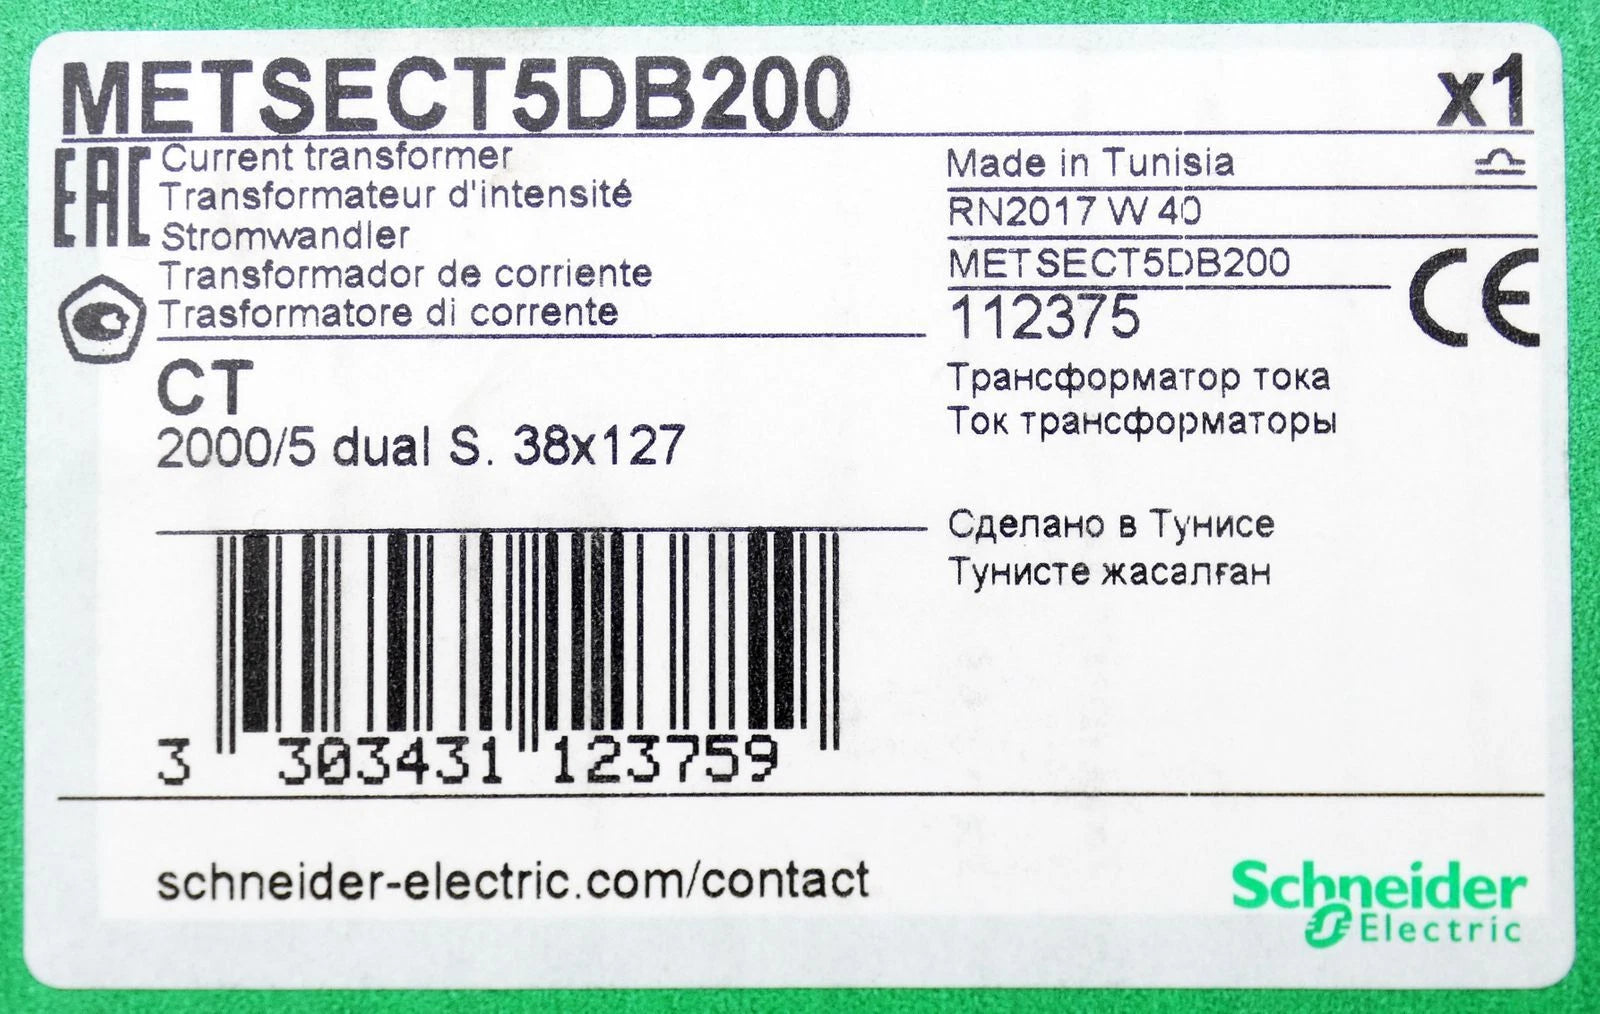 METSECT5DB200
x1
EAC
Current transformer
Transformateur d'intensité
Stromwandler
Transformador de corriente
Trasformatore di corrente
CT
2000/5 dual S. 38x127
Made in Tunisia
RN2017 W 40
METSECT5DB200
112375
CE
Трансформатор тока
Ток трансформаторы
Сделано в Тунисе
Тунисте жасалған
3 303431 123759
schneider-electric.com/contact
Schneider
Electric